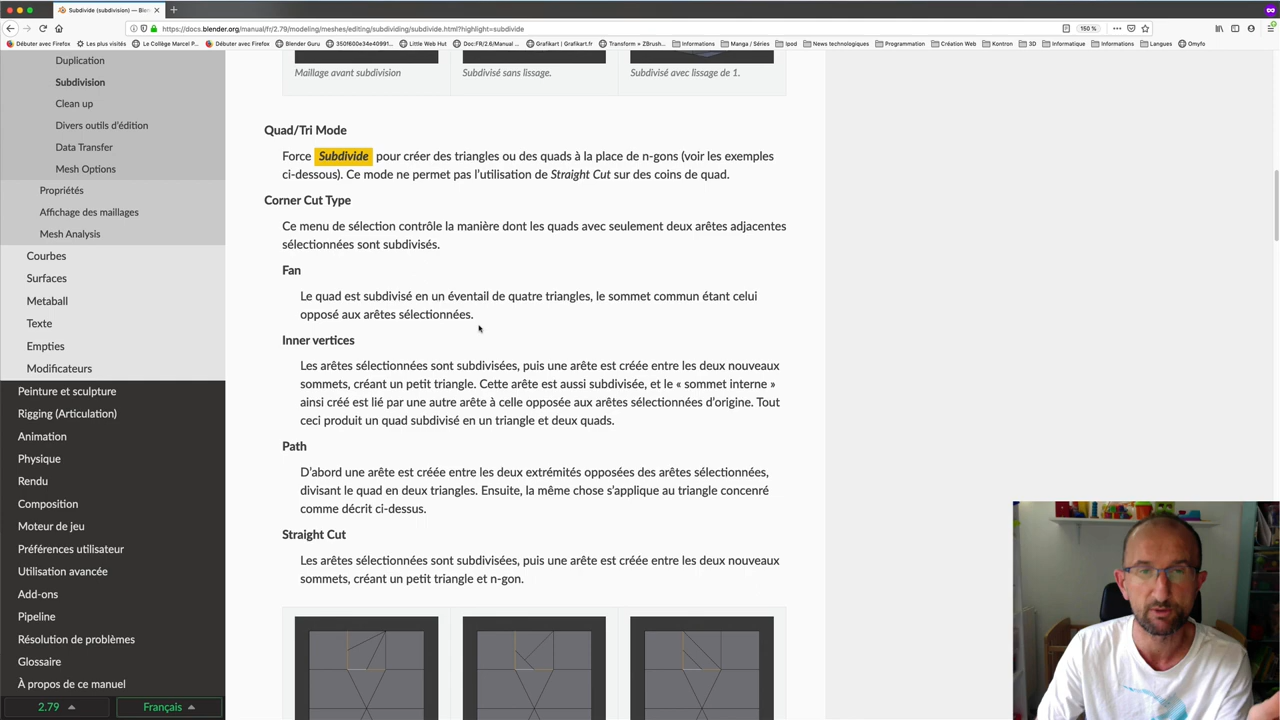 Subdivide (subdivision) — Blen
https://docs.blender.org/manual/fr/2.79/modeling/meshes/editing/subdividing/subdivide.html?highlight=subdivide
150 %
Débuter avec Firefox Les plus visités Le Collège Marcel P... Débuter avec Firefox Blender Guru 350f600e34e40991... Little Web Hut Doc:FR/2.6/Manual ... Grafikart | Grafikart.fr Transform » ZBrush... Informations Manga / Séries Ipod News technologiques Programmation Création Web Kontron 3D Informatique Informations Langues Omyfo
Duplication
Subdivision
Clean up
Divers outils d'édition
Data Transfer
Mesh Options
Propriétés
Affichage des maillages
Mesh Analysis
Courbes
Surfaces
Metaball
Texte
Empties
Modificateurs
Peinture et sculpture
Rigging (Articulation)
Animation
Physique
Rendu
Composition
Moteur de jeu
Préférences utilisateur
Utilisation avancée
Add-ons
Pipeline
Résolution de problèmes
Glossaire
À propos de ce manuel
2.79 Français
Maillage avant subdivision Subdivisé sans lissage. Subdivisé avec lissage de 1.
Quad/Tri Mode
Force Subdivide pour créer des triangles ou des quads à la place de n-gons (voir les exemples
ci-dessous). Ce mode ne permet pas l'utilisation de Straight Cut sur des coins de quad.
Corner Cut Type
Ce menu de sélection contrôle la manière dont les quads avec seulement deux arêtes adjacentes
sélectionnées sont subdivisés.
Fan
Le quad est subdivisé en un éventail de quatre triangles, le sommet commun étant celui
opposé aux arêtes sélectionnées.
Inner vertices
Les arêtes sélectionnées sont subdivisées, puis une arête est créée entre les deux nouveaux
sommets, créant un petit triangle. Cette arête est aussi subdivisée, et le « sommet interne »
ainsi créé est lié par une autre arête à celle opposée aux arêtes sélectionnées d'origine. Tout
ceci produit un quad subdivisé en un triangle et deux quads.
Path
D'abord une arête est créée entre les deux extrémités opposées des arêtes sélectionnées,
divisant le quad en deux triangles. Ensuite, la même chose s'applique au triangle concenré
comme décrit ci-dessus.
Straight Cut
Les arêtes sélectionnées sont subdivisées, puis une arête est créée entre les deux nouveaux
sommets, créant un petit triangle et n-gon.